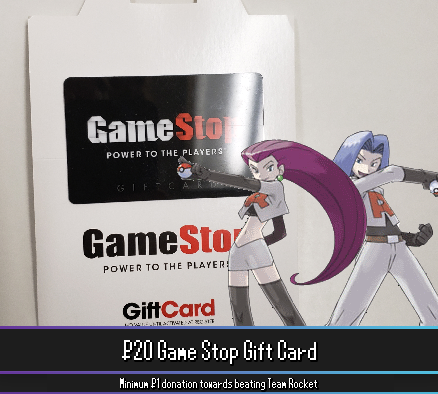 GameStop
POWER TO THE PLAYERS
GIFT CARD
GameStop
POWER TO THE PLAYERS
GiftCard
₽20 Game Stop Gift Card
Minimum ₽1 donation towards beating Team Rocket